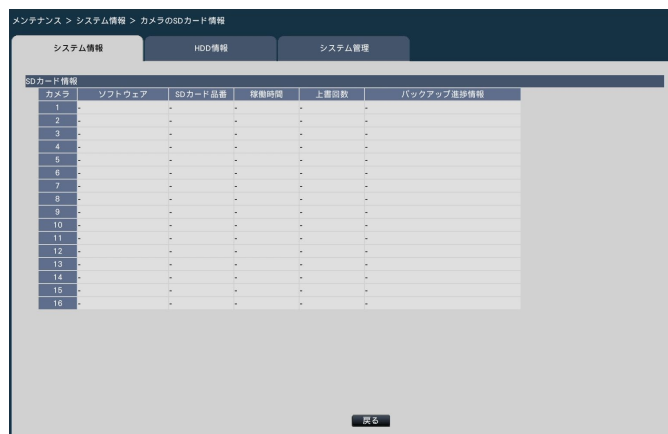 メンテナンス > システム情報 > カメラのSDカード情報
システム情報 HDD情報 システム管理
SDカード情報
カメラ ソフトウェア SDカード品番 稼働時間 上書回数 バックアップ進捗情報
1 - - - - -
2 - - - - -
3 - - - - -
4 - - - - -
5 - - - - -
6 - - - - -
7 - - - - -
8 - - - - -
9 - - - - -
10 - - - - -
11 - - - - -
12 - - - - -
13 - - - - -
14 - - - - -
15 - - - - -
16 - - - - -
戻る